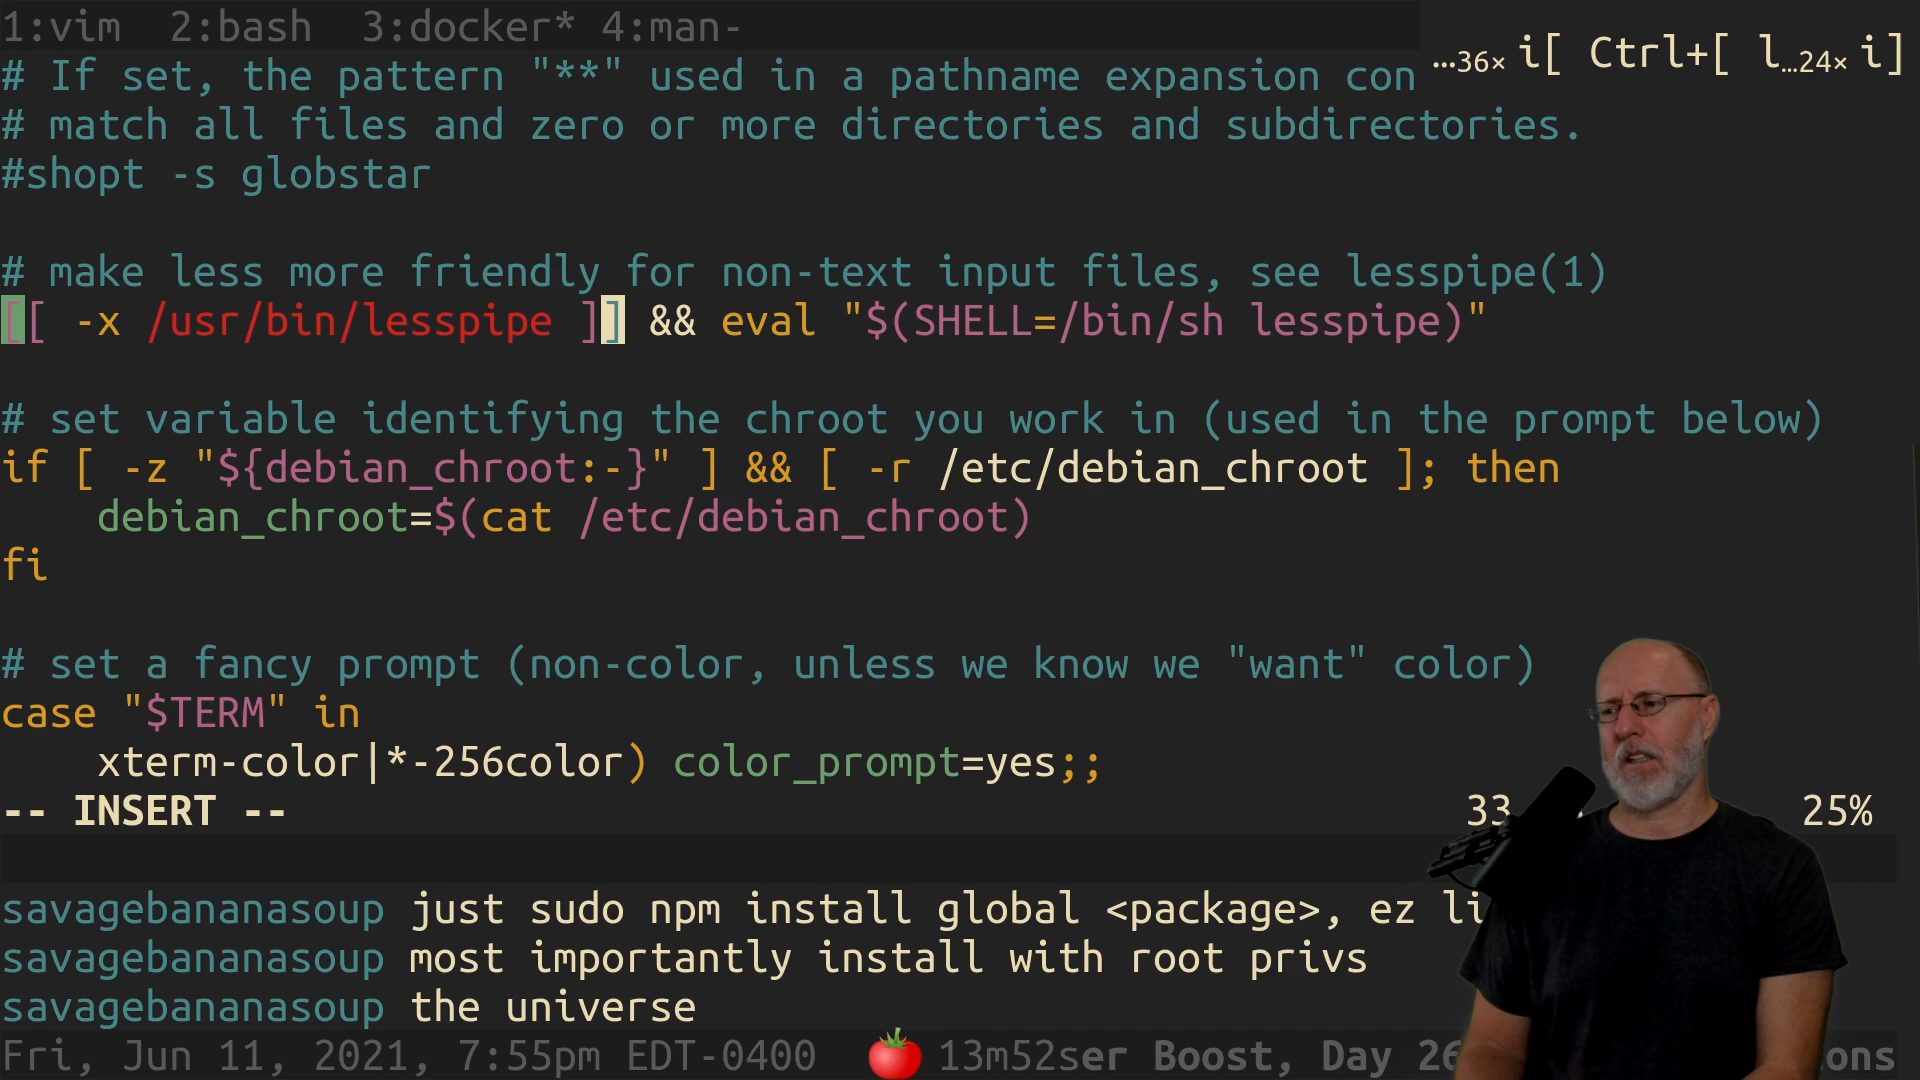 1:vim  2:bash  3:docker* 4:man-
…36× i[ Ctrl+[ l…24× i]
# If set, the pattern "**" used in a pathname expansion con
# match all files and zero or more directories and subdirectories.
#shopt -s globstar
# make less more friendly for non-text input files, see lesspipe(1)
[[ -x /usr/bin/lesspipe ]] && eval "$(SHELL=/bin/sh lesspipe)"
# set variable identifying the chroot you work in (used in the prompt below)
if [ -z "${debian_chroot:-}" ] && [ -r /etc/debian_chroot ]; then
    debian_chroot=$(cat /etc/debian_chroot)
fi
# set a fancy prompt (non-color, unless we know we "want" color)
case "$TERM" in
    xterm-color|*-256color) color_prompt=yes;;
-- INSERT -- 33 25%
savagebananasoup just sudo npm install global <package>, ez li
savagebananasoup most importantly install with root privs
savagebananasoup the universe
Fri, Jun 11, 2021, 7:55pm EDT-0400 13m52ser Boost, Day 26 ons